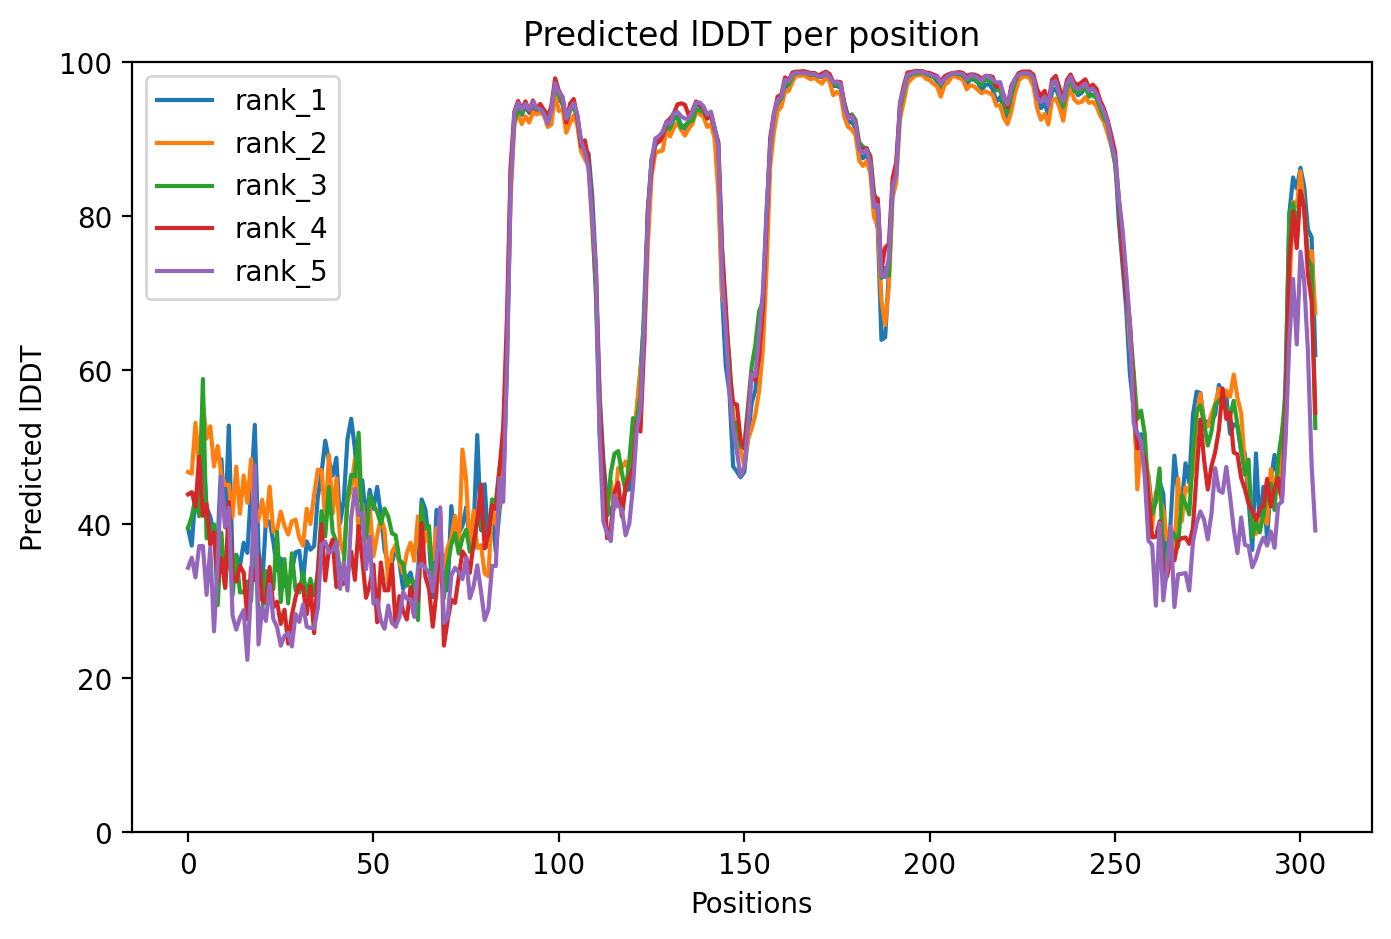 Predicted lDDT per position
100
80
60
40
20
0
Predicted lDDT
rank_1
rank_2
rank_3
rank_4
rank_5
0 50 100 150 200 250 300
Positions